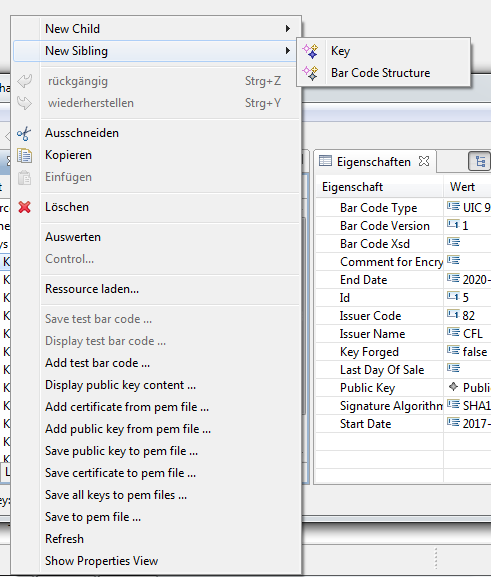 New Child
New Sibling
Key
Bar Code Structure
rückgängig Strg+Z
wiederherstellen Strg+Y
Ausschneiden
Kopieren
Einfügen
Löschen
Auswerten
Control...
Ressource laden...
Save test bar code ...
Display test bar code ...
Add test bar code ...
Display public key content ...
Add certificate from pem file ...
Add public key from pem file ...
Save public key to pem file ...
Save certificate to pem file ...
Save all keys to pem files ...
Save to pem file ...
Refresh
Show Properties View
Eigenschaften
Eigenschaft Wert
Bar Code Type UIC 9
Bar Code Version 1
Bar Code Xsd
Comment for Encry
End Date 2020-
Id 5
Issuer Code 82
Issuer Name CFL
Key Forged false
Last Day Of Sale
Public Key Public
Signature Algorithm SHA1
Start Date 2017-